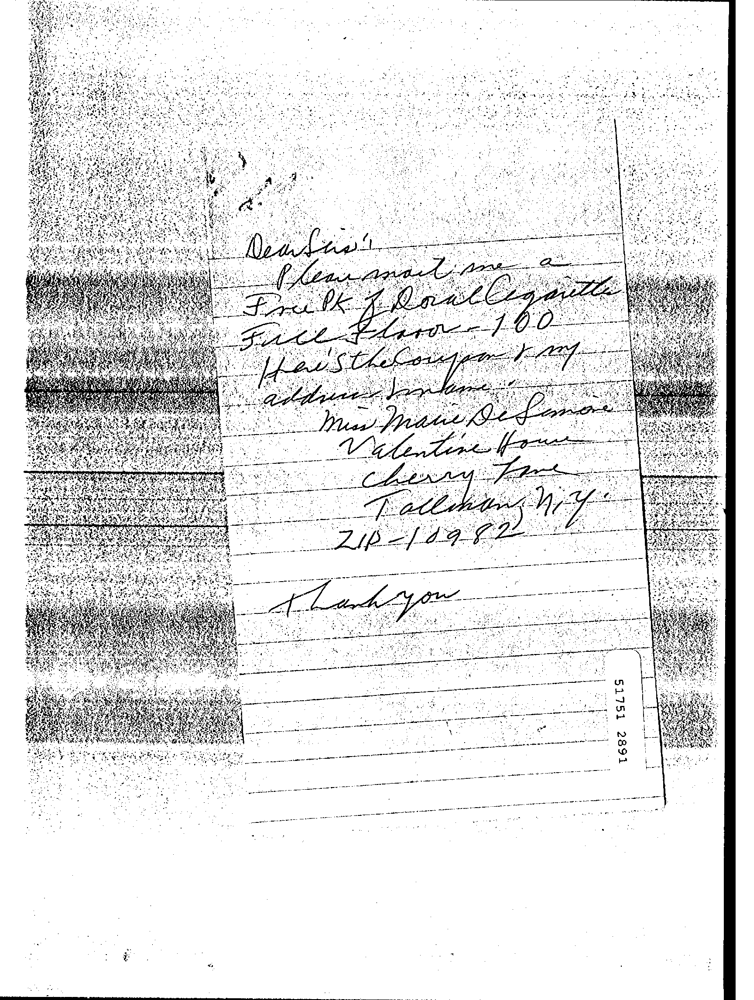 Dear Sirs!
Please mail me a
Free Pk of Doral Cigarette
Full Flavor - 100
Here's the Coupon & my
address & name:
Miss Marie DeSimone
Valentine House
Cherry Lane
Tallman, N.Y.
ZIP-10982
Thank you
51751 2891